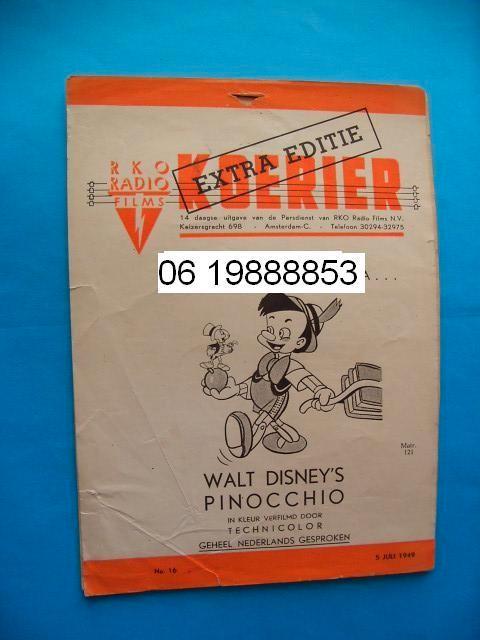 EXTRA EDITIE
RKO
RADIO
FILMS
KOERIER
14 daagse uitgave van de Persdienst van RKO Radio Films N.V.
Keizersgracht 698 - Amsterdam-C. - Telefoon 30294-32975
06 19888853
A...
Matr.
121
WALT DISNEY'S
PINOCCHIO
IN KLEUR VERFILMD DOOR
TECHNICOLOR
GEHEEL NEDERLANDS GESPROKEN
No. 16
5 JULI 1949